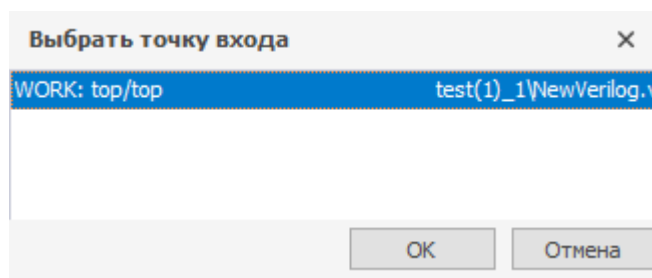 Выбрать точку входа
WORK: top/top test(1)_1\NewVerilog.v
OK Отмена